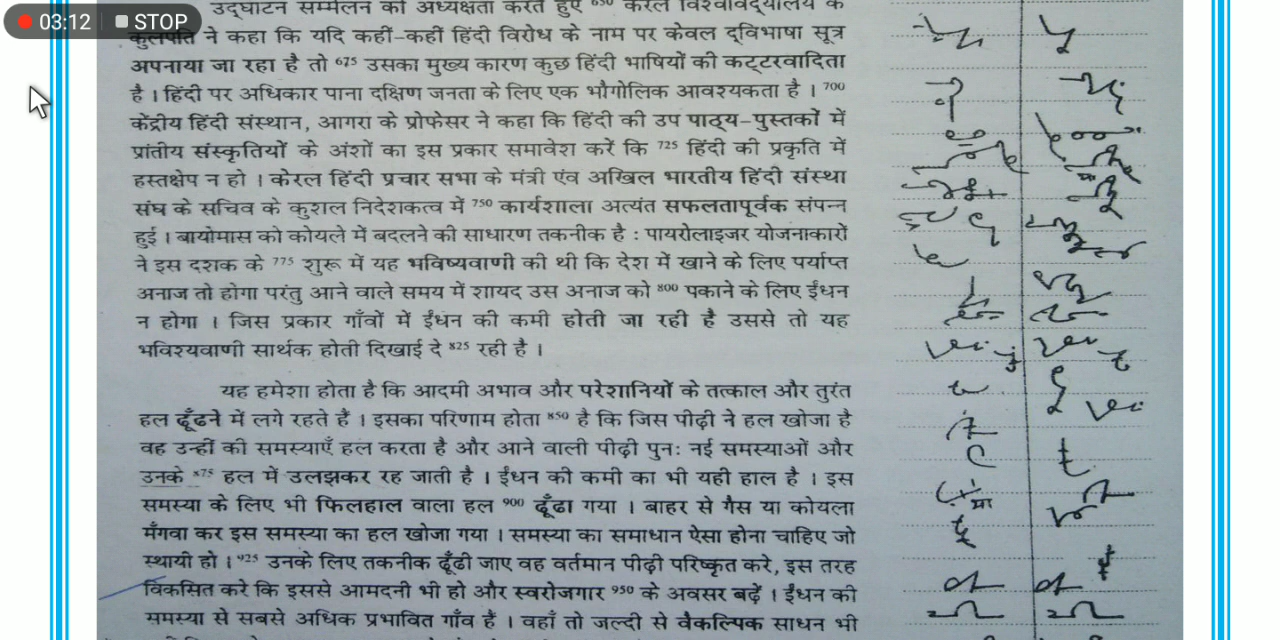 03:12 STOP
उद्घाटन सम्मेलन की अध्यक्षता करते हुए 650 केरल विश्वविद्यालय के
कुलपति ने कहा कि यदि कहीं-कहीं हिंदी विरोध के नाम पर केवल द्विभाषा सूत्र
अपनाया जा रहा है तो 675 उसका मुख्य कारण कुछ हिंदी भाषियों की कट्टरवादिता
है । हिंदी पर अधिकार पाना दक्षिण जनता के लिए एक भौगोलिक आवश्यकता है । 700
केंद्रीय हिंदी संस्थान, आगरा के प्रोफेसर ने कहा कि हिंदी की उप पाठ्य-पुस्तकों में
प्रांतीय संस्कृतियों के अंशों का इस प्रकार समावेश करें कि 725 हिंदी की प्रकृति में
हस्तक्षेप न हो । केरल हिंदी प्रचार सभा के मंत्री एंव अखिल भारतीय हिंदी संस्था
संघ के सचिव के कुशल निदेशकत्व में 750 कार्यशाला अत्यंत सफलतापूर्वक संपन्न
हुई । बायोमास को कोयले में बदलने की साधारण तकनीक है : पायरोलाइजर योजनाकारों
ने इस दशक के 775 शुरू में यह भविष्यवाणी की थी कि देश में खाने के लिए पर्याप्त
अनाज तो होगा परंतु आने वाले समय में शायद उस अनाज को 800 पकाने के लिए ईंधन
न होगा । जिस प्रकार गाँवों में ईंधन की कमी होती जा रही है उससे तो यह
भविश्यवाणी सार्थक होती दिखाई दे 825 रही है ।
यह हमेशा होता है कि आदमी अभाव और परेशानियों के तत्काल और तुरंत
हल ढूँढने में लगे रहते हैं । इसका परिणाम होता 850 है कि जिस पीढ़ी ने हल खोजा है
वह उन्हीं की समस्याएँ हल करता है और आने वाली पीढ़ी पुनः नई समस्याओं और
उनके 875 हल में उलझकर रह जाती है । ईंधन की कमी का भी यही हाल है । इस
समस्या के लिए भी फिलहाल वाला हल 900 ढूँढा गया । बाहर से गैस या कोयला
मँगवा कर इस समस्या का हल खोजा गया । समस्या का समाधान ऐसा होना चाहिए जो
स्थायी हो । 925 उनके लिए तकनीक ढूँढी जाए वह वर्तमान पीढ़ी परिष्कृत करे, इस तरह
विकसित करे कि इससे आमदनी भी हो और स्वरोजगार 950 के अवसर बढ़ें । ईंधन की
समस्या से सबसे अधिक प्रभावित गाँव हैं । वहाँ तो जल्दी से वैकल्पिक साधन भी